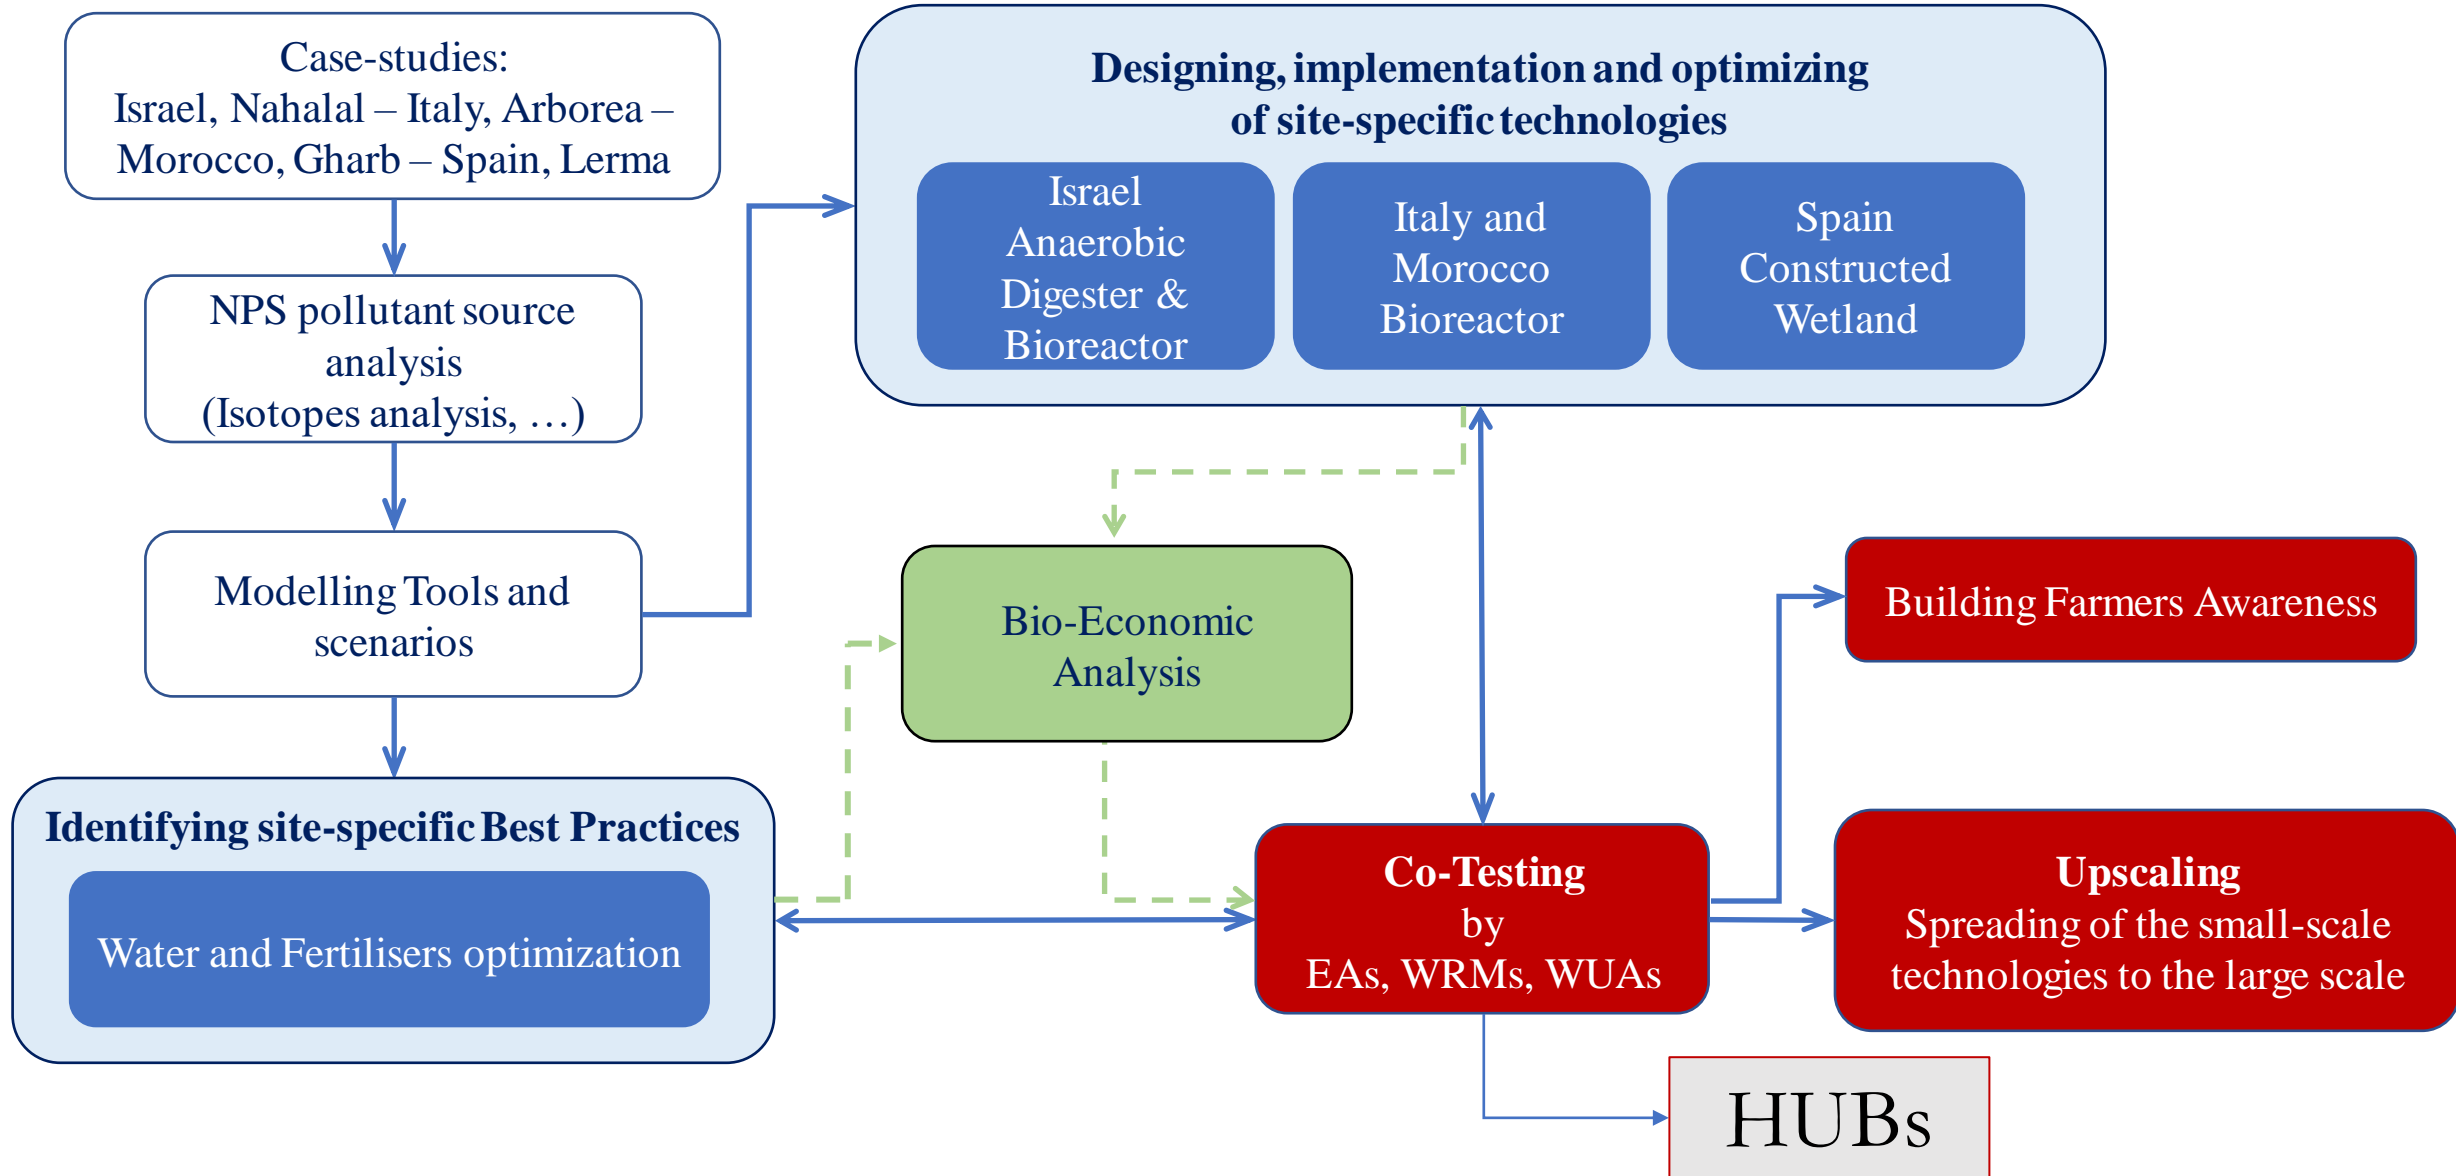 Case-studies:
Israel, Nahalal – Italy, Arborea –
Morocco, Gharb – Spain, Lerma
NPS pollutant source
analysis
(Isotopes analysis, …)
Modelling Tools and
scenarios
Identifying site-specific Best Practices
Water and Fertilisers optimization
Designing, implementation and optimizing
of site-specific technologies
Israel
Anaerobic
Digester &
Bioreactor
Italy and
Morocco
Bioreactor
Spain
Constructed
Wetland
Bio-Economic
Analysis
Co-Testing
by
EAs, WRMs, WUAs
Building Farmers Awareness
Upscaling
Spreading of the small-scale
technologies to the large scale
HUBs